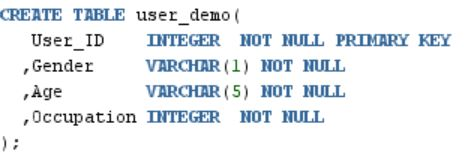 CREATE TABLE user_demo(
User_ID INTEGER NOT NULL PRIMARY KEY
,Gender VARCHAR(1) NOT NULL
,Age VARCHAR(5) NOT NULL
,Occupation INTEGER NOT NULL
);